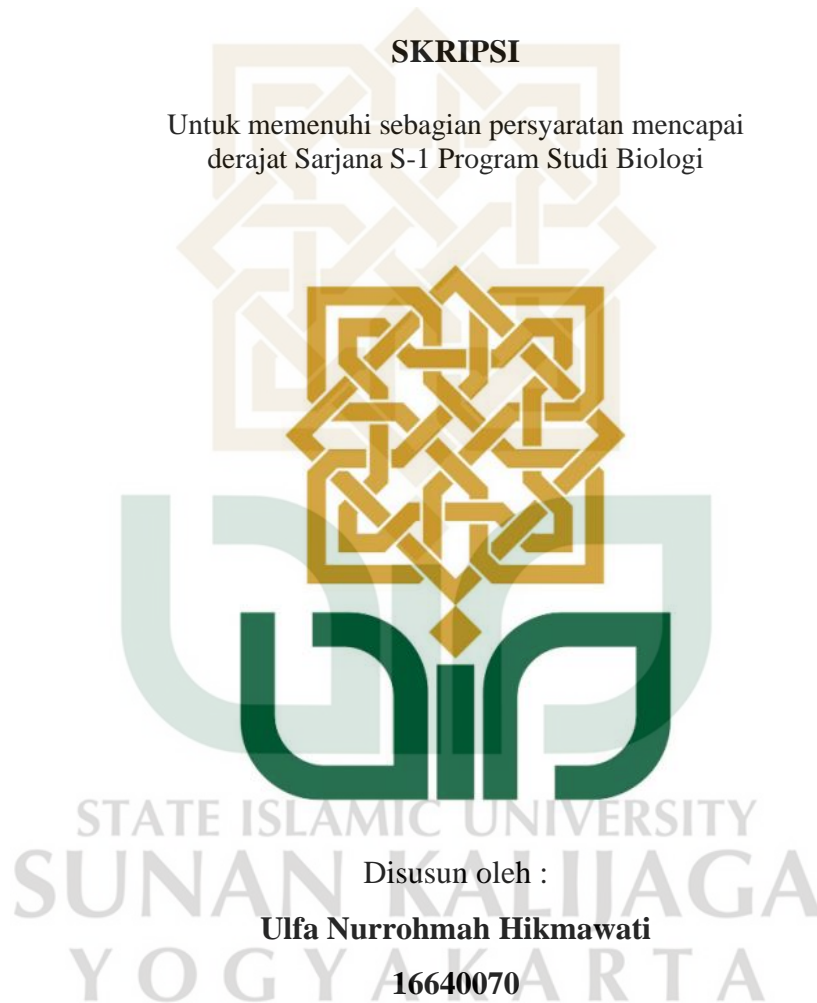 SKRIPSI
Untuk memenuhi sebagian persyaratan mencapai
derajat Sarjana S-1 Program Studi Biologi
uin
STATE ISLAMIC UNIVERSITY
Disusun oleh :
SUNAN KALIJAGA
Ulfa Nurrohmah Hikmawati
YOGYAKARTA
16640070